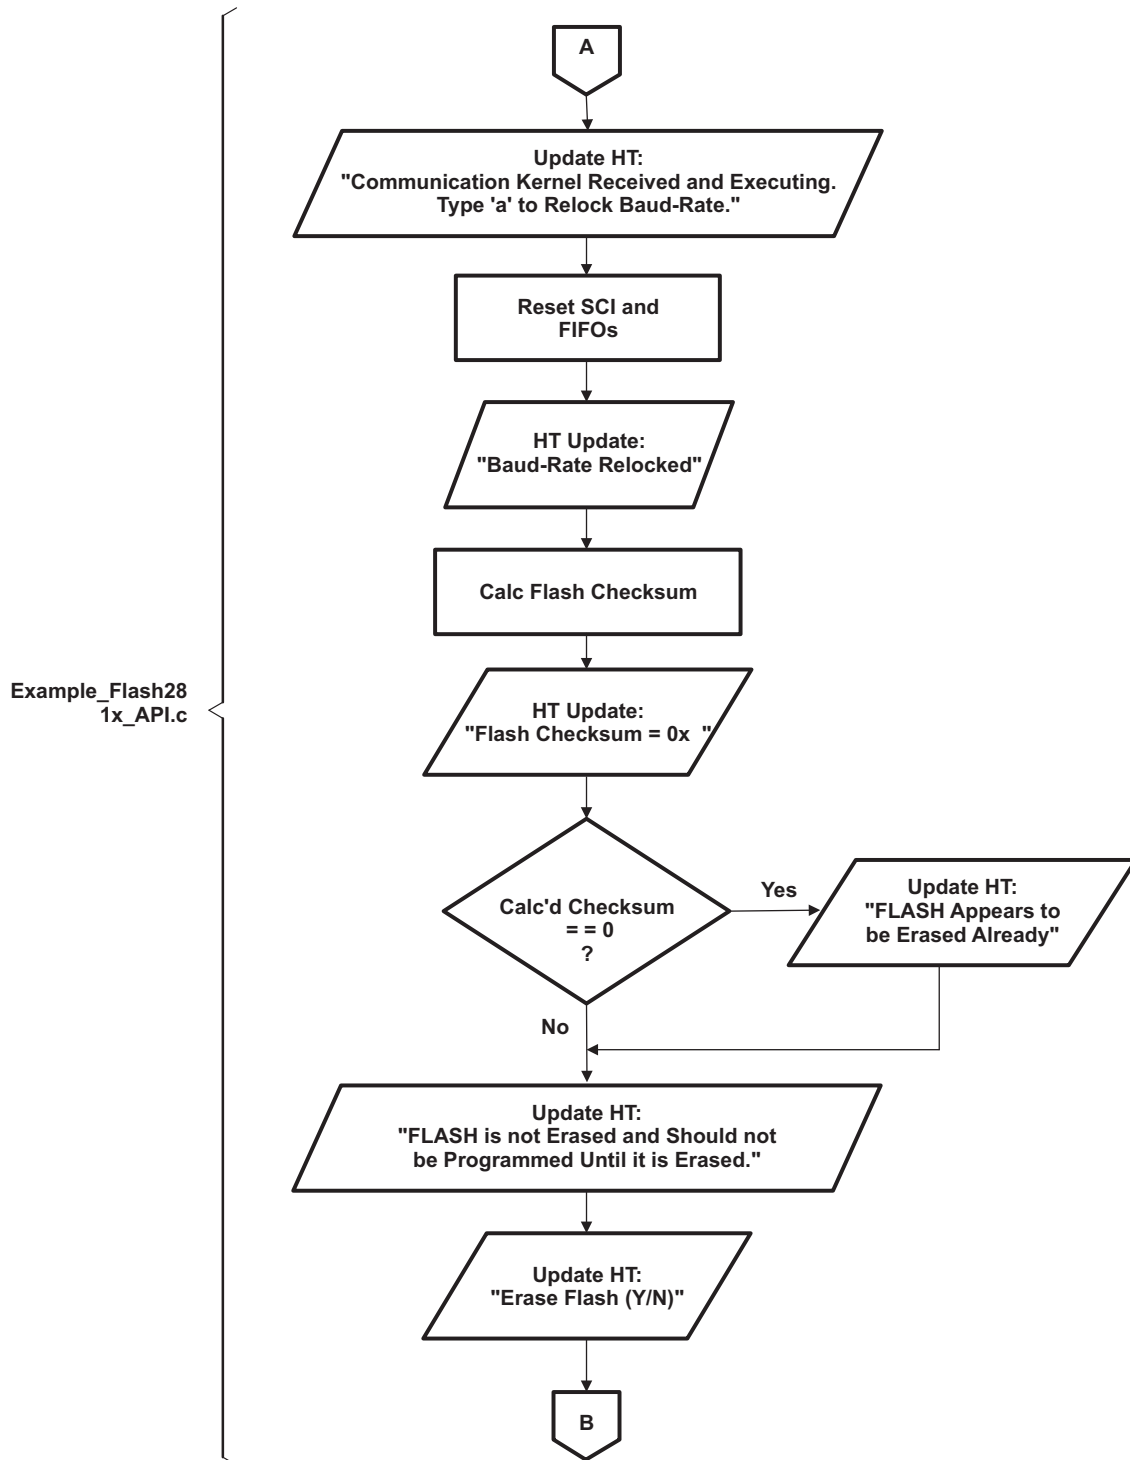 A
Update HT:
"Communication Kernel Received and Executing.
Type 'a' to Relock Baud-Rate."
Reset SCI and
FIFOs
HT Update:
"Baud-Rate Relocked"
Calc Flash Checksum
Example_Flash28
1x_API.c
HT Update:
"Flash Checksum = 0x  "
Calc'd Checksum
= = 0
?
Yes
Update HT:
"FLASH Appears to
be Erased Already"
No
Update HT:
"FLASH is not Erased and Should not
be Programmed Until it is Erased."
Update HT:
"Erase Flash (Y/N)"
B